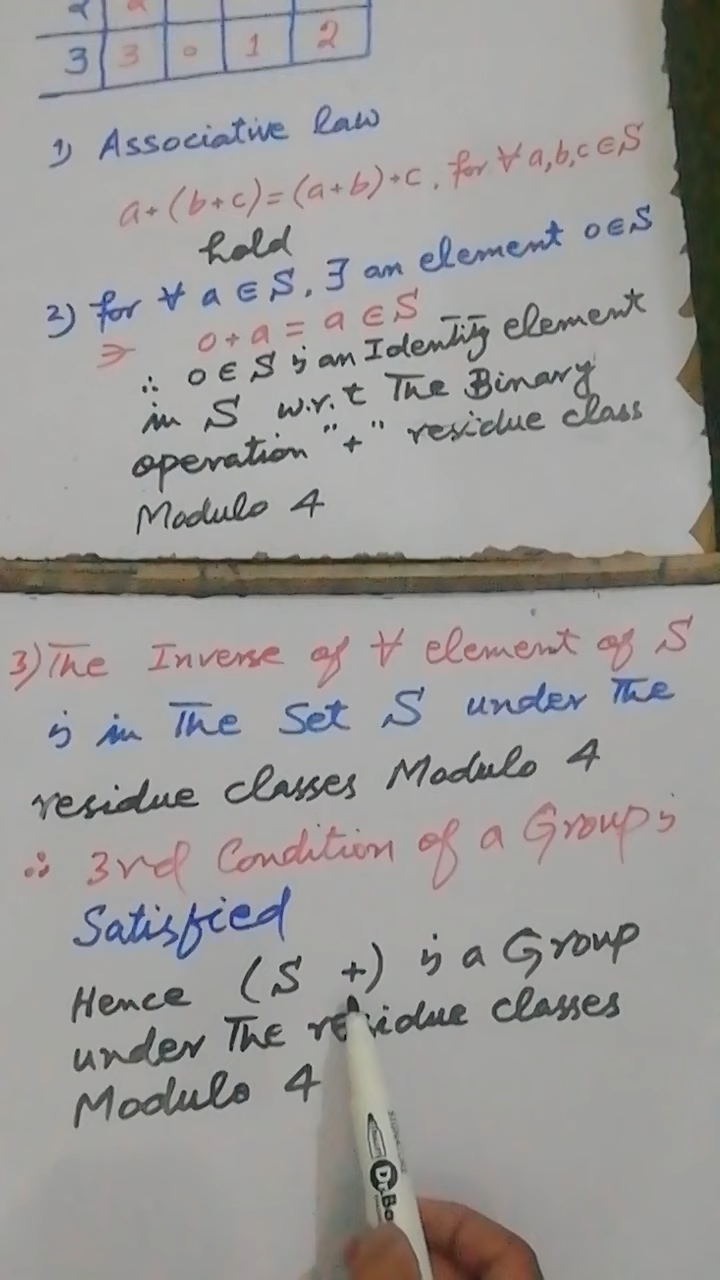 2 2
3 3 0 1 2
1) Associative law
a+(b+c)=(a+b)+c, for ∀ a,b,c ∈ S
hold
2) for ∀ a ∈ S, ∃ an element 0 ∈ S
⇒ 0+a = a ∈ S
∴ 0 ∈ S is an Identity element
in S w.r.t The Binary
operation "+" residue class
Modulo 4
3) The Inverse of ∀ element of S
is in The Set S under The
residue classes Modulo 4
∴ 3rd Condition of a Group is
Satisfied
Hence (S +) is a Group
under The residue classes
Modulo 4